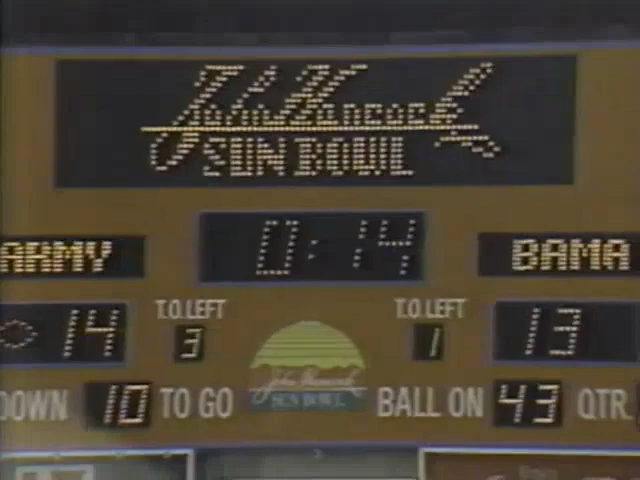 John Hancock
SUN BOWL
ARMY 0:14 BAMA
14 T.O. LEFT 3 T.O. LEFT 1 13
John Hancock
SUN BOWL
DOWN 10 TO GO BALL ON 43 QTR